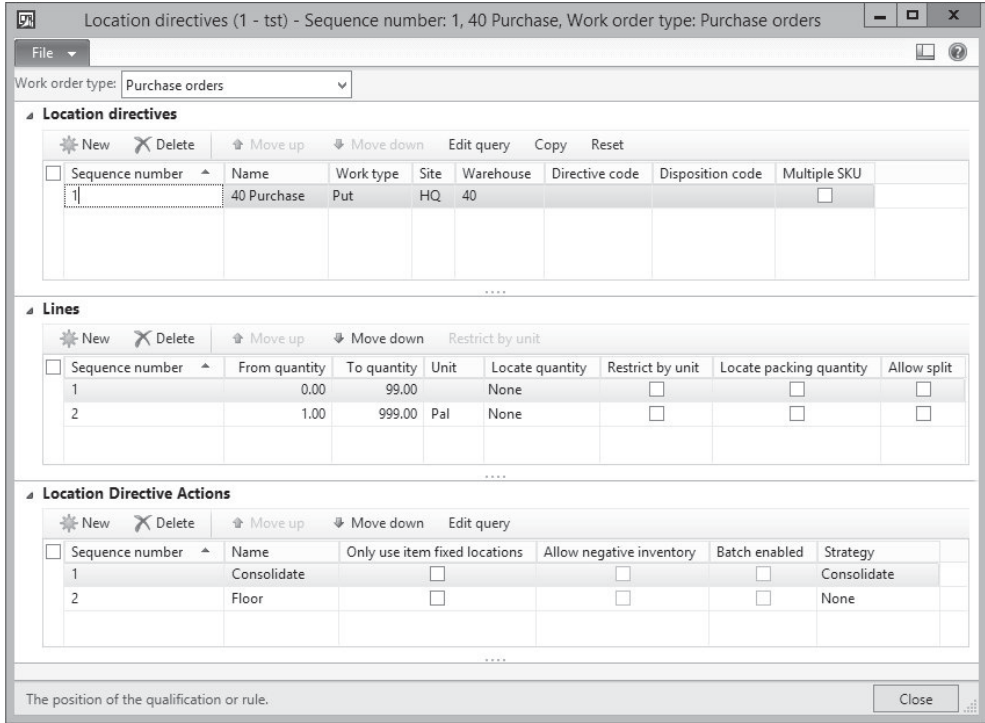 Location directives (1 - tst) - Sequence number: 1, 40 Purchase, Work order type: Purchase orders
File
Work order type: Purchase orders
Location directives
New Delete Move up Move down Edit query Copy Reset
Sequence number Name Work type Site Warehouse Directive code Disposition code Multiple SKU
1 40 Purchase Put HQ 40
Lines
New Delete Move up Move down Restrict by unit
Sequence number From quantity To quantity Unit Locate quantity Restrict by unit Locate packing quantity Allow split
1 0.00 99.00 None
2 1.00 999.00 Pal None
Location Directive Actions
New Delete Move up Move down Edit query
Sequence number Name Only use item fixed locations Allow negative inventory Batch enabled Strategy
1 Consolidate Consolidate
2 Floor None
The position of the qualification or rule.
Close